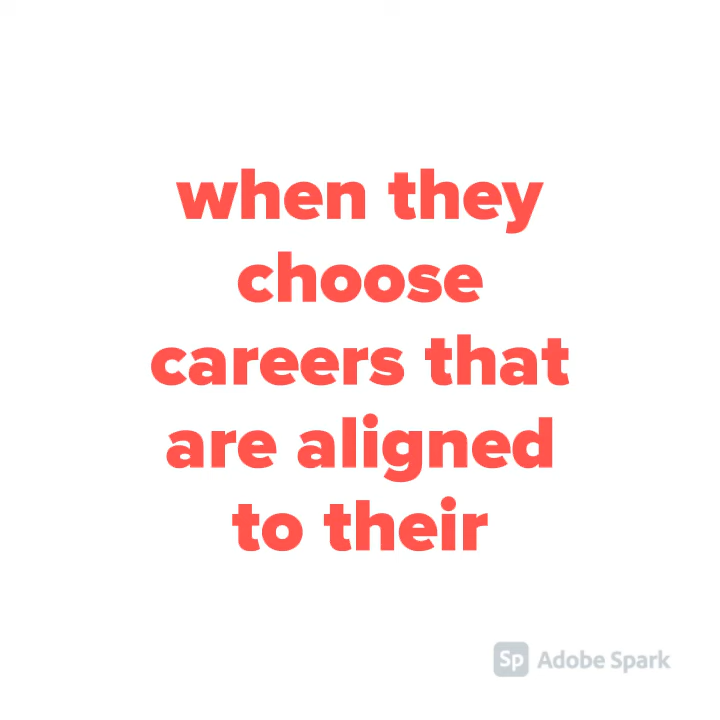 when they
choose
careers that
are aligned
to their
Sp Adobe Spark